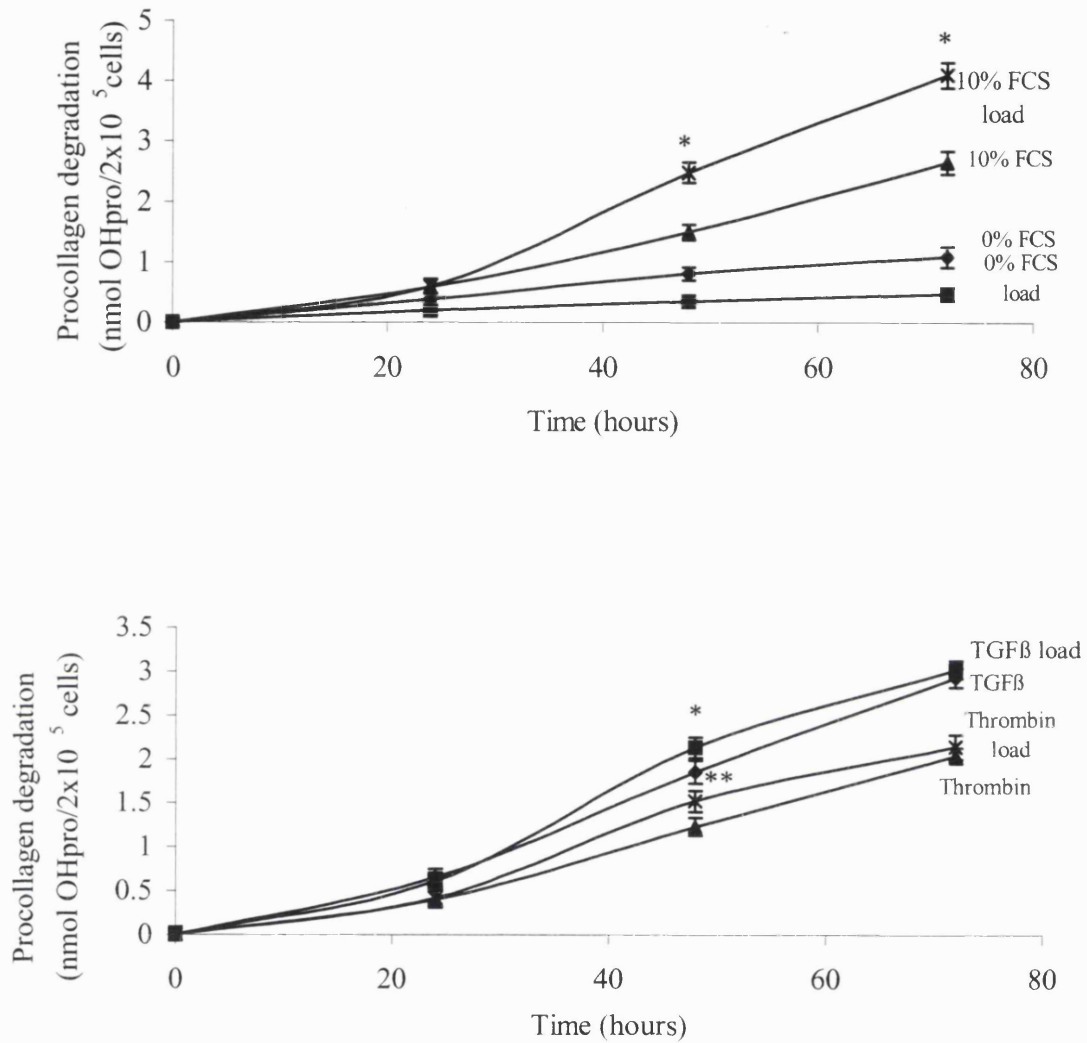 Procollagen degradation
(nmol OHpro/2x10 5 cells)
5
4
3
2
1
0
0
20
40
60
80
Time (hours)
*
*
10% FCS
load
10% FCS
0% FCS
0% FCS
load
Procollagen degradation
(nmol OHpro/2x10 5 cells)
3.5
3
2.5
2
1.5
1
0.5
0
0
20
40
60
80
Time (hours)
*
**
TGFß load
TGFß
Thrombin
load
Thrombin